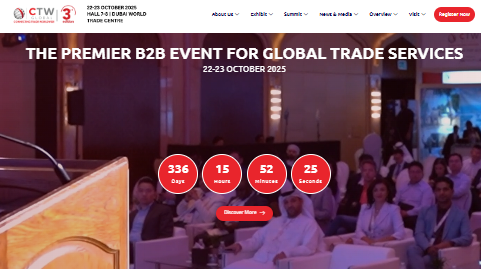 CTW
GLOBAL
3
22-23 OCTOBER 2025
HALL 7-8 | DUBAI WORLD
TRADE CENTRE
About Us
Exhibit
Summit
News & Media
Overview
Visit
Register Now
THE PREMIER B2B EVENT FOR GLOBAL TRADE SERVICES
22-23 OCTOBER 2025
336 15 52 25
Days Hours Minutes Seconds
Discover More